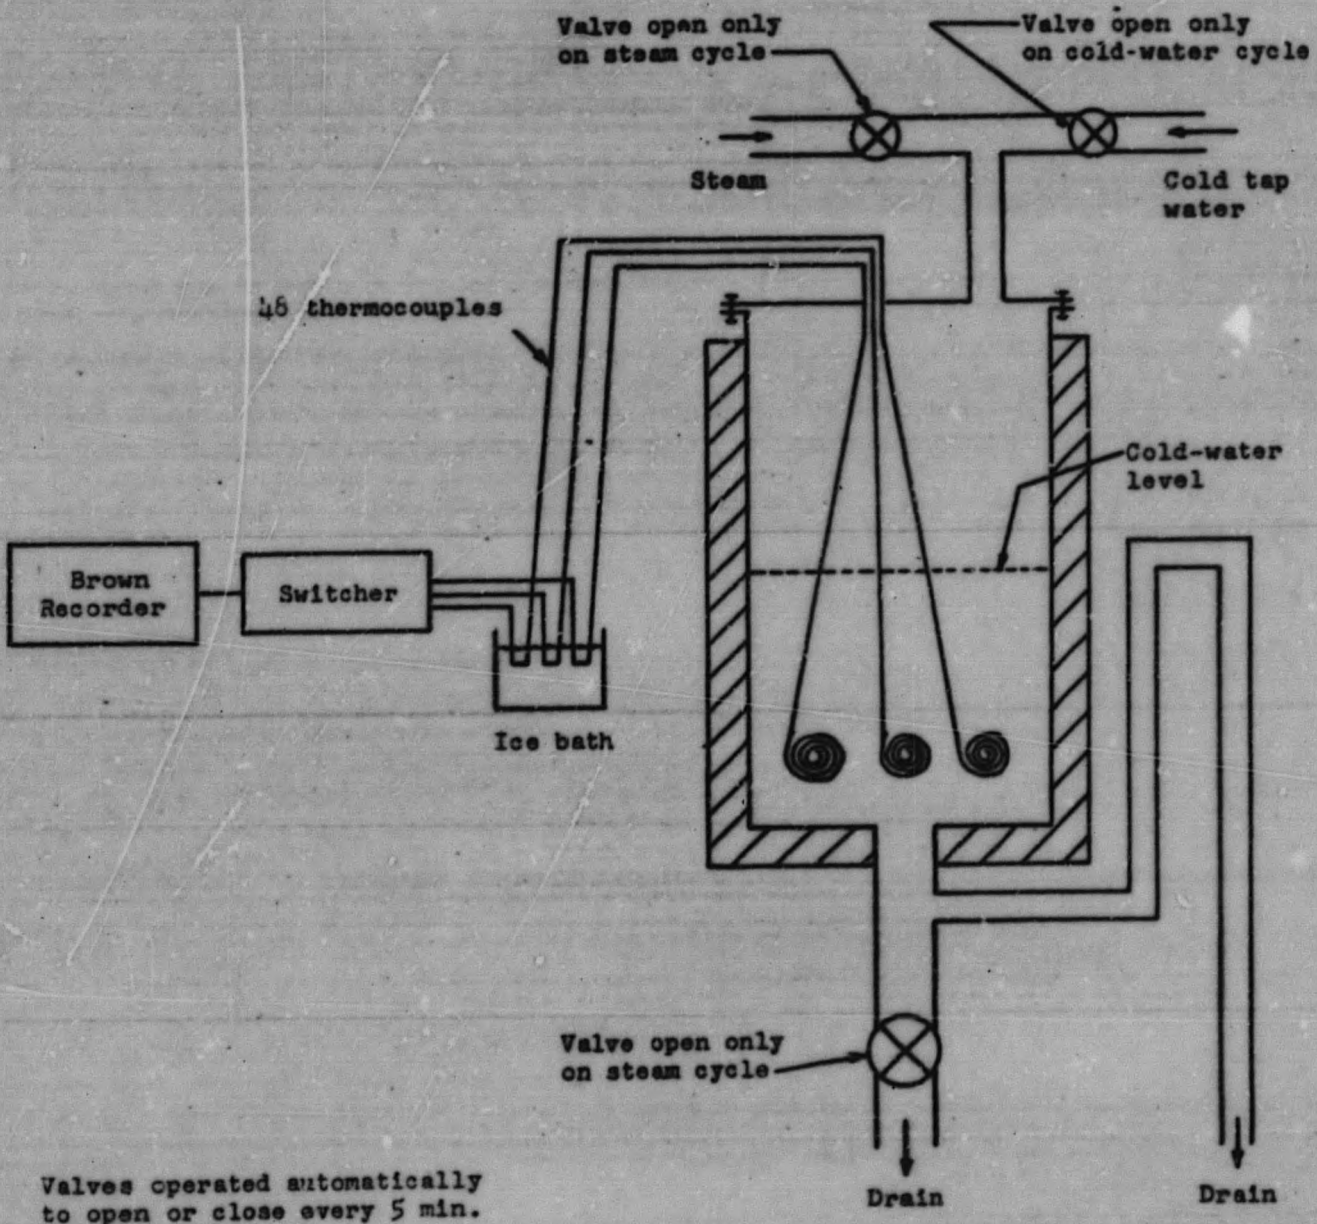 Valve open only
on steam cycle
Valve open only
on cold-water cycle
Steam
Cold tap
water
48 thermocouples
Cold-water
level
Brown
Recorder
Switcher
Ice bath
Valve open only
on steam cycle
Valves operated automatically
to open or close every 5 min.
Drain
Drain